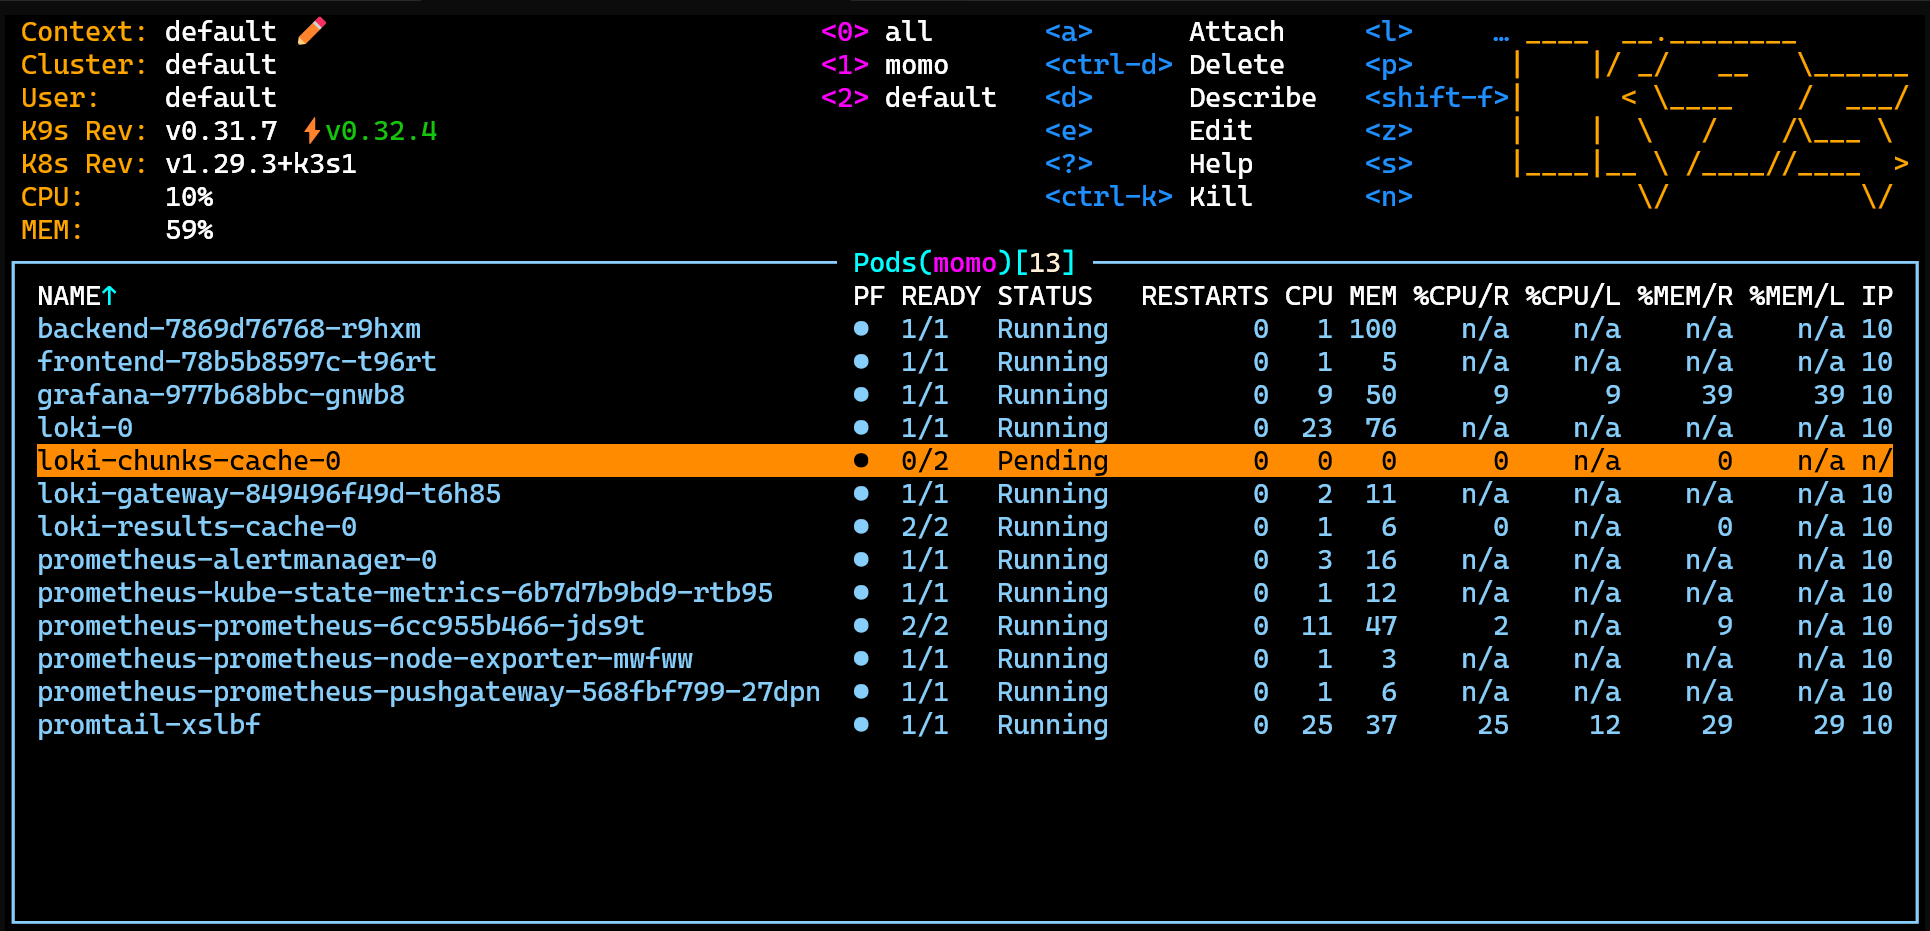 Context: default ✏️ <0> all <a> Attach <l> …
Cluster: default <1> momo <ctrl-d> Delete <p>
User: default <2> default <d> Describe <shift-f>
K9s Rev: v0.31.7 ⚡v0.32.4 <e> Edit <z>
K8s Rev: v1.29.3+k3s1 <?> Help <s>
CPU: 10% <ctrl-k> Kill <n>
MEM: 59%
Pods(momo)[13]
NAME↑ PF READY STATUS RESTARTS CPU MEM %CPU/R %CPU/L %MEM/R %MEM/L IP
backend-7869d76768-r9hxm ● 1/1 Running 0 1 100 n/a n/a n/a n/a 10
frontend-78b5b8597c-t96rt ● 1/1 Running 0 1 5 n/a n/a n/a n/a 10
grafana-977b68bbc-gnwb8 ● 1/1 Running 0 9 50 9 9 39 39 10
loki-0 ● 1/1 Running 0 23 76 n/a n/a n/a n/a 10
loki-chunks-cache-0 ● 0/2 Pending 0 0 0 0 n/a 0 n/a n/
loki-gateway-849496f49d-t6h85 ● 1/1 Running 0 2 11 n/a n/a n/a n/a 10
loki-results-cache-0 ● 2/2 Running 0 1 6 0 n/a 0 n/a 10
prometheus-alertmanager-0 ● 1/1 Running 0 3 16 n/a n/a n/a n/a 10
prometheus-kube-state-metrics-6b7d7b9bd9-rtb95 ● 1/1 Running 0 1 12 n/a n/a n/a n/a 10
prometheus-prometheus-6cc955b466-jds9t ● 2/2 Running 0 11 47 2 n/a 9 n/a 10
prometheus-prometheus-node-exporter-mwfww ● 1/1 Running 0 1 3 n/a n/a n/a n/a 10
prometheus-prometheus-pushgateway-568fbf799-27dpn ● 1/1 Running 0 1 6 n/a n/a n/a n/a 10
promtail-xslbf ● 1/1 Running 0 25 37 25 12 29 29 10